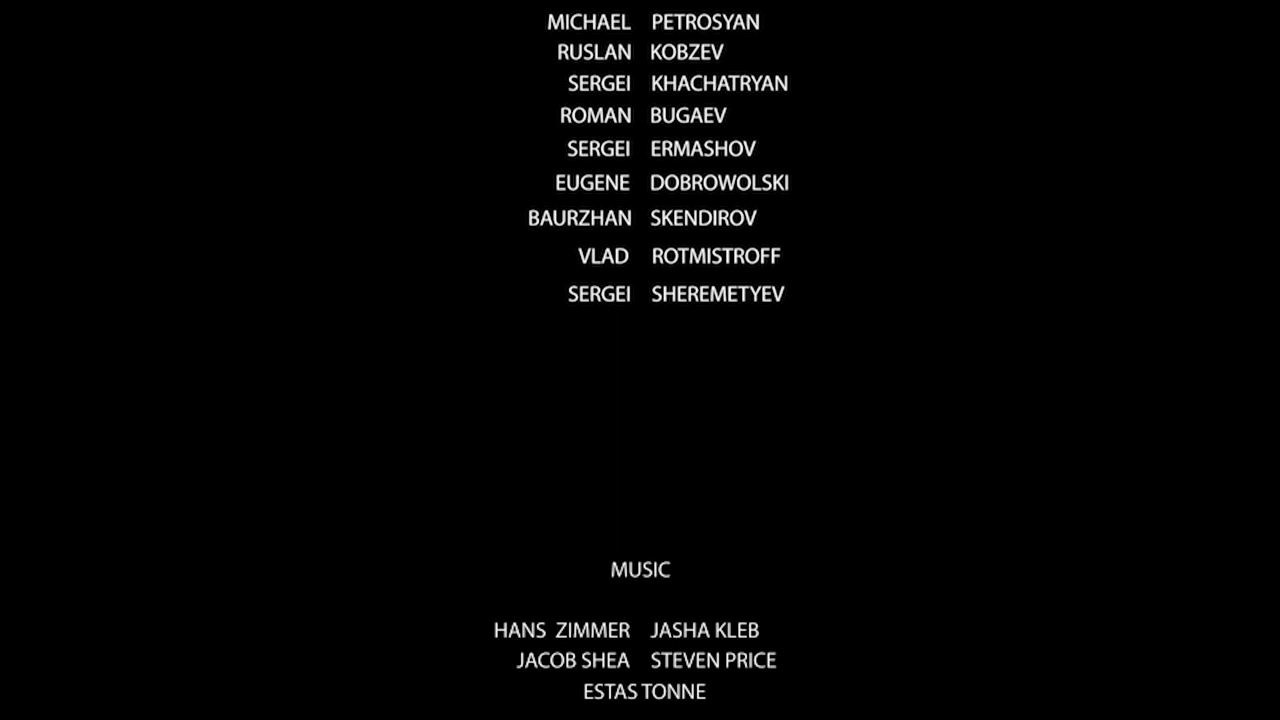 MICHAEL PETROSYAN
RUSLAN KOBZEV
SERGEI KHACHATRYAN
ROMAN BUGAEV
SERGEI ERMASHOV
EUGENE DOBROWOLSKI
BAURZHAN SKENDIROV
VLAD ROTMISTROFF
SERGEI SHEREMETYEV
MUSIC
HANS ZIMMER JASHA KLEB
JACOB SHEA STEVEN PRICE
ESTAS TONNE